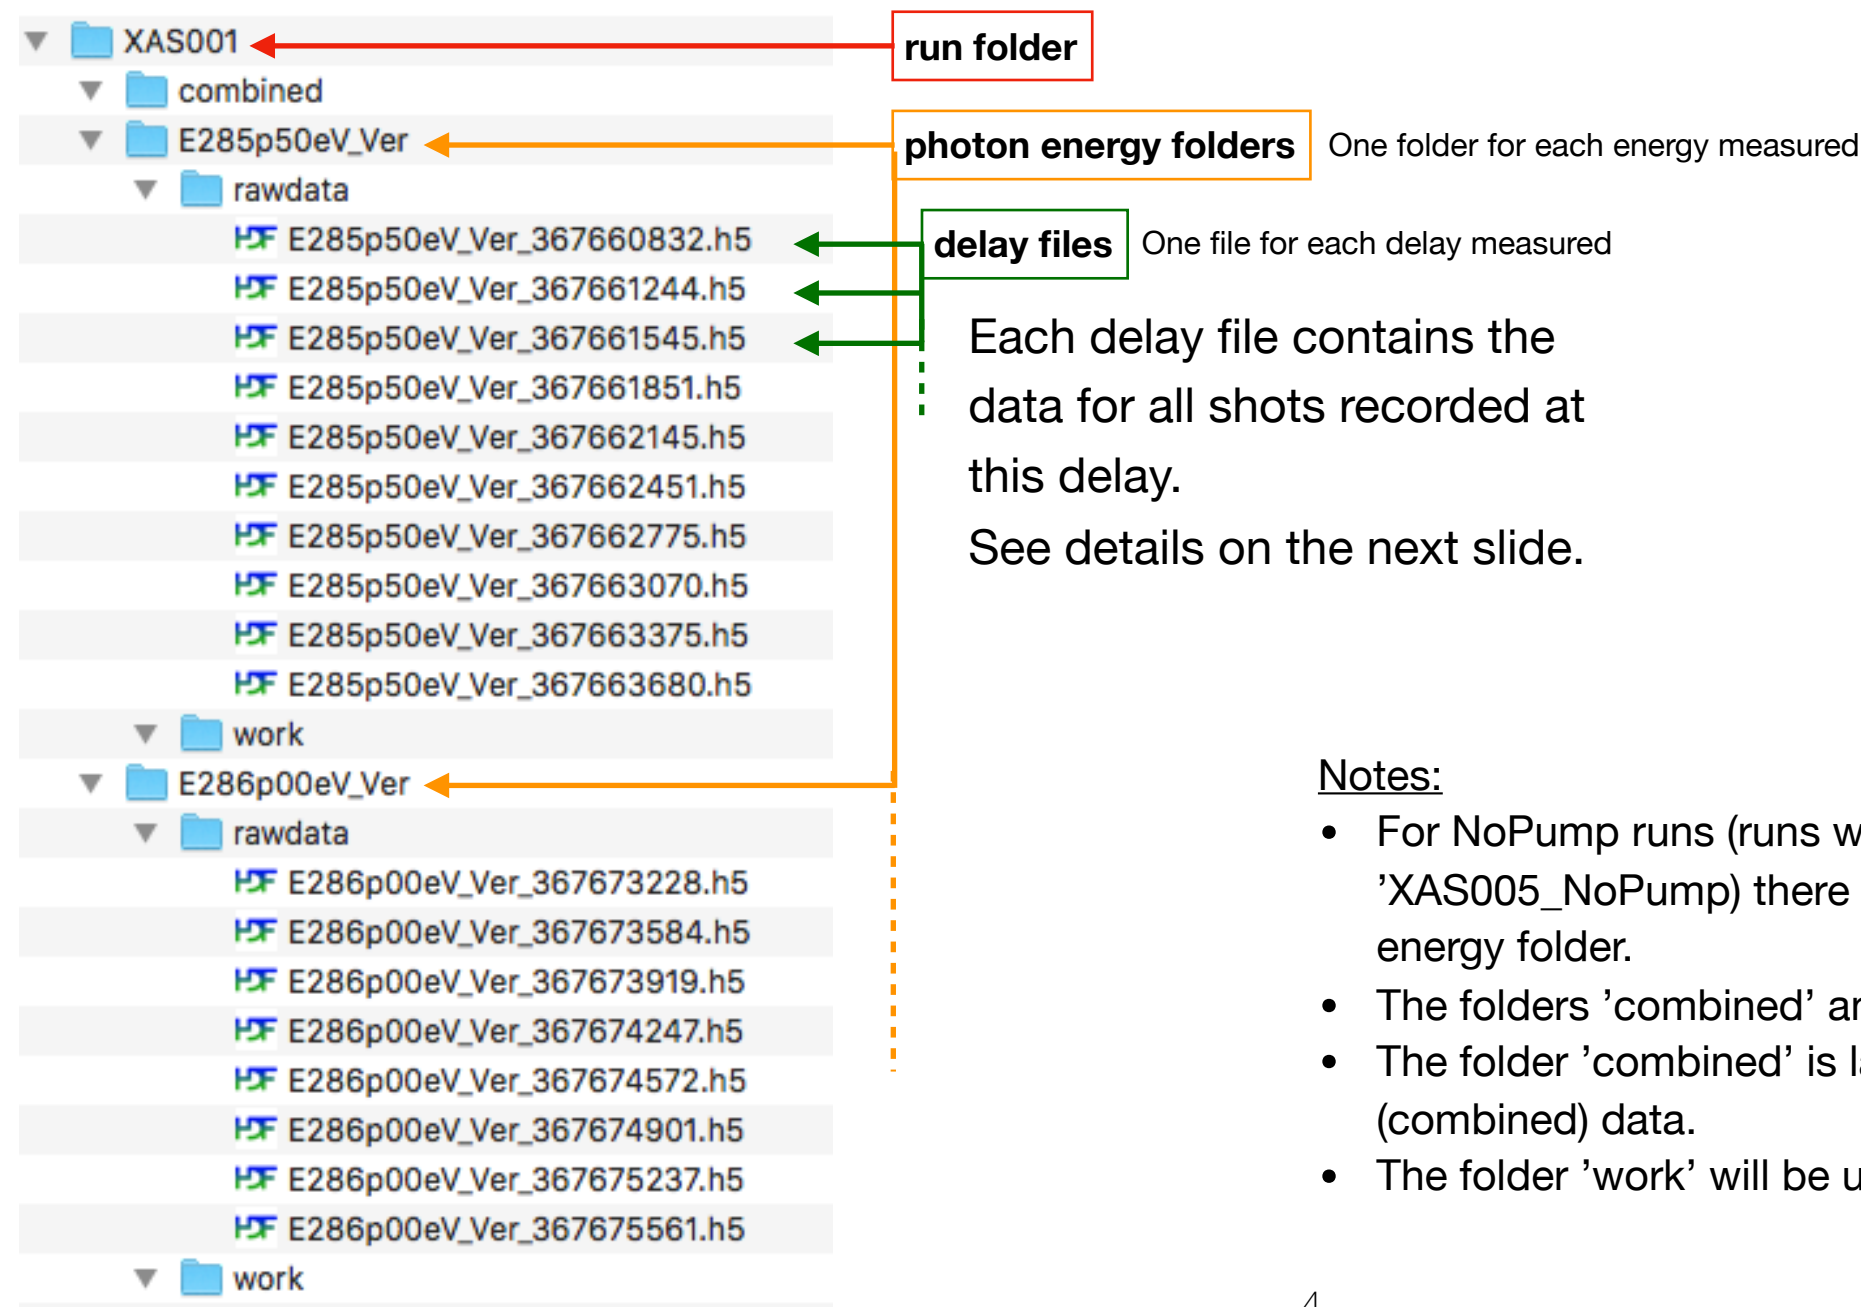 XAS001
run folder
combined
E285p50eV_Ver
photon energy folders
One folder for each energy measured
rawdata
E285p50eV_Ver_367660832.h5
delay files
One file for each delay measured
E285p50eV_Ver_367661244.h5
E285p50eV_Ver_367661545.h5
E285p50eV_Ver_367661851.h5
E285p50eV_Ver_367662145.h5
E285p50eV_Ver_367662451.h5
E285p50eV_Ver_367662775.h5
E285p50eV_Ver_367663070.h5
E285p50eV_Ver_367663375.h5
E285p50eV_Ver_367663680.h5
Each delay file contains the
data for all shots recorded at
this delay.
See details on the next slide.
work
E286p00eV_Ver
rawdata
E286p00eV_Ver_367673228.h5
E286p00eV_Ver_367673584.h5
E286p00eV_Ver_367673919.h5
E286p00eV_Ver_367674247.h5
E286p00eV_Ver_367674572.h5
E286p00eV_Ver_367674901.h5
E286p00eV_Ver_367675237.h5
E286p00eV_Ver_367675561.h5
work
Notes:
• For NoPump runs (runs
’XAS005_NoPump) there
energy folder.
• The folders ’combined’
• The folder ’combined’ is
(combined) data.
• The folder ’work’ will be